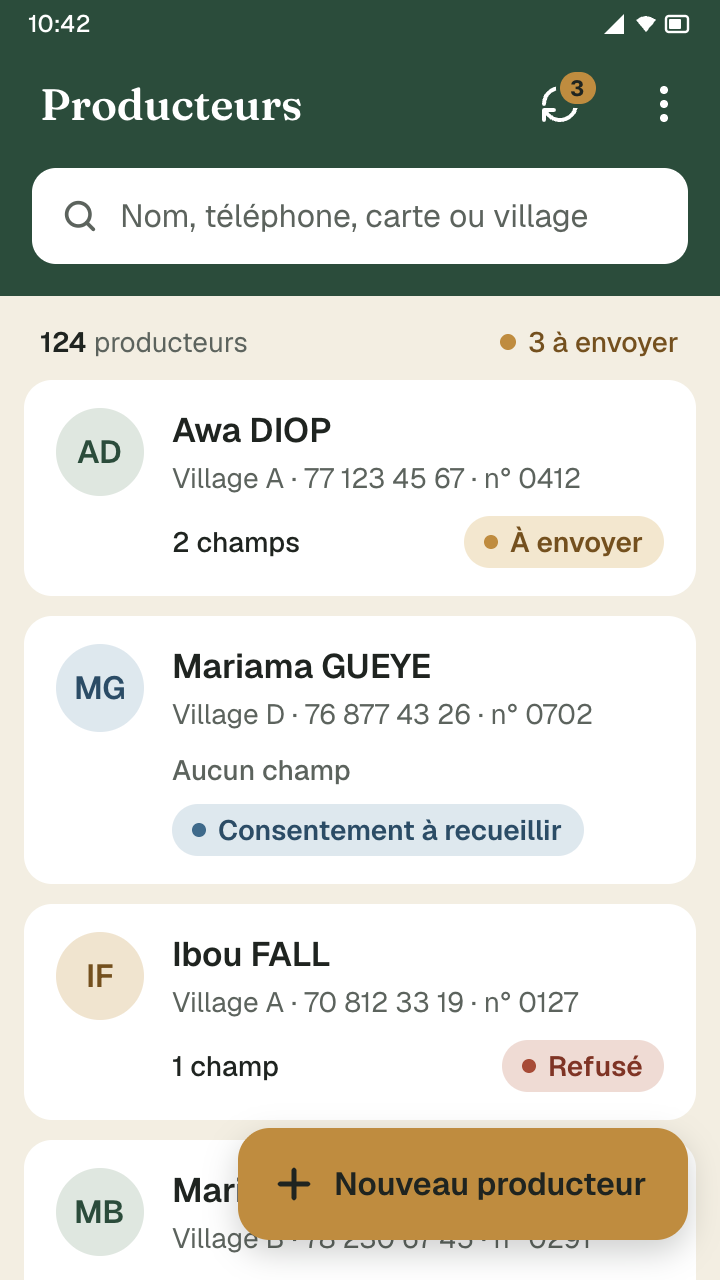 10:42
Producteurs
3
Nom, téléphone, carte ou village
124 producteurs
3 à envoyer
AD
Awa DIOP
Village A · 77 123 45 67 · n° 0412
2 champs
À envoyer
MG
Mariama GUEYE
Village D · 76 877 43 26 · n° 0702
Aucun champ
Consentement à recueillir
IF
Ibou FALL
Village A · 70 812 33 19 · n° 0127
1 champ
Refusé
MB
Nouveau producteur
Village